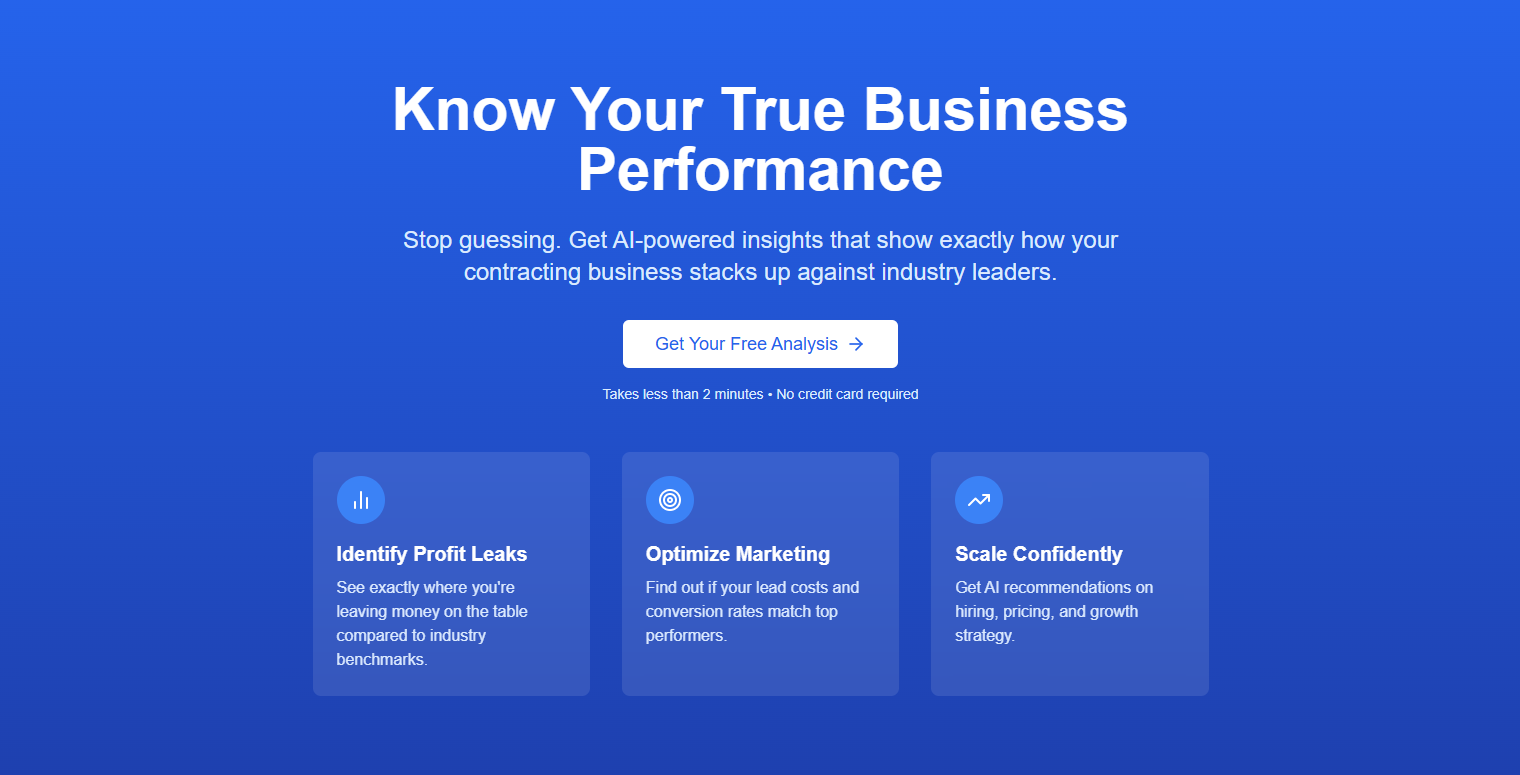 Know Your True Business
Performance
Stop guessing. Get AI-powered insights that show exactly how your
contracting business stacks up against industry leaders.
Get Your Free Analysis
Takes less than 2 minutes • No credit card required
Identify Profit Leaks
See exactly where you're
leaving money on the table
compared to industry
benchmarks.
Optimize Marketing
Find out if your lead costs and
conversion rates match top
performers.
Scale Confidently
Get AI recommendations on
hiring, pricing, and growth
strategy.